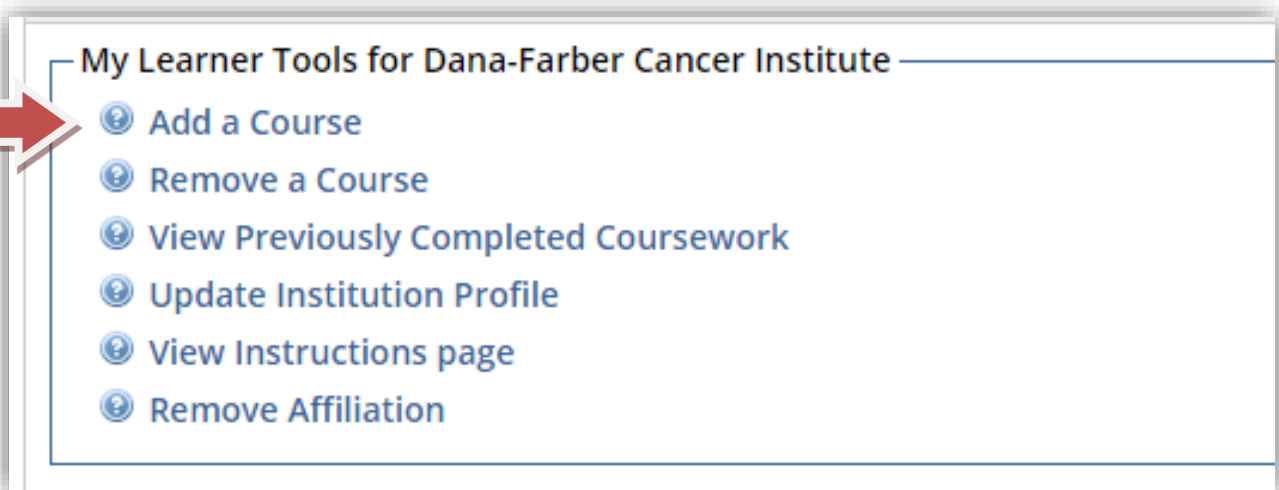 My Learner Tools for Dana-Farber Cancer Institute
Add a Course
Remove a Course
View Previously Completed Coursework
Update Institution Profile
View Instructions page
Remove Affiliation